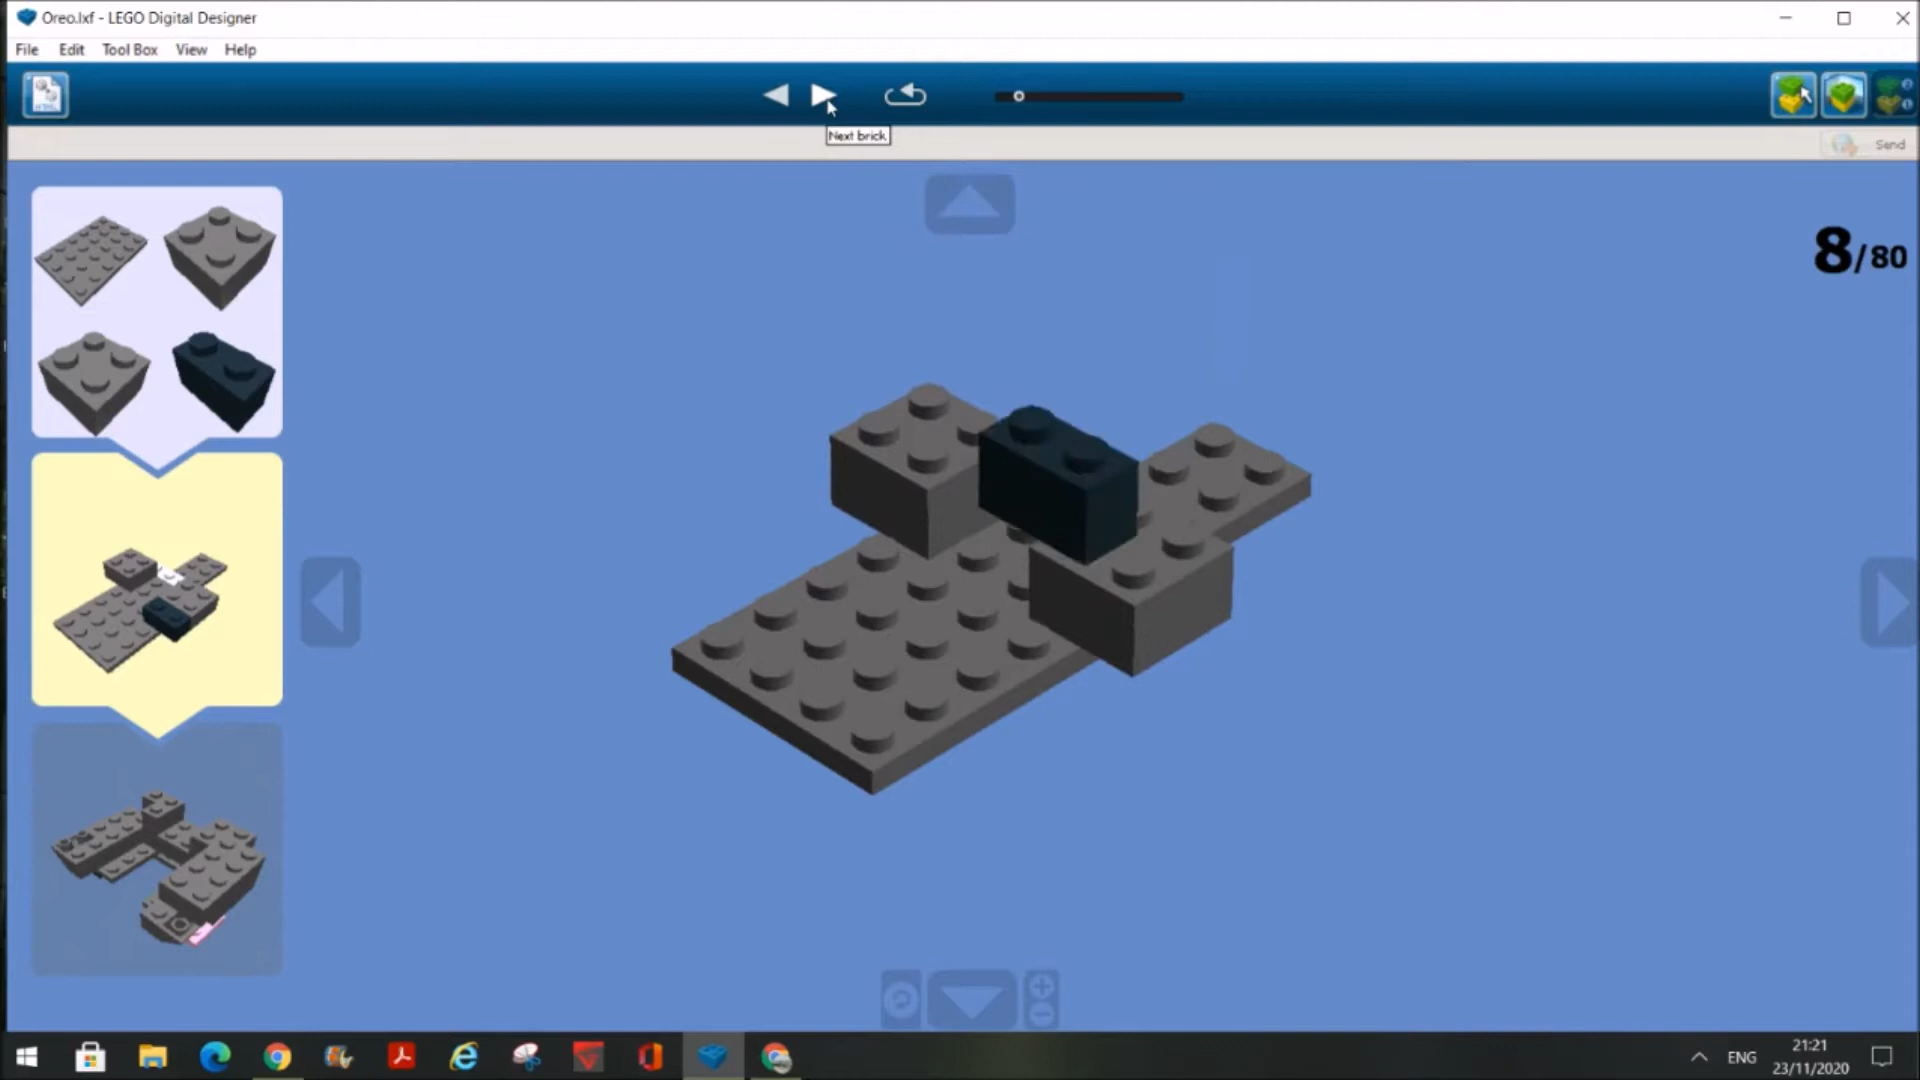 Oreo.lxf - LEGO Digital Designer
File Edit Tool Box View Help
HTML
Next brick
Send
8/80
ENG
21:21
23/11/2020